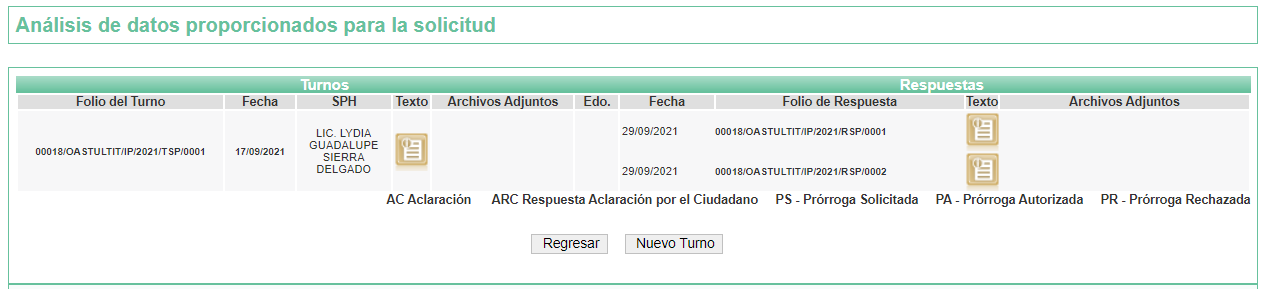 Análisis de datos proporcionados para la solicitud
Turnos Respuestas
Folio del Turno Fecha SPH Texto Archivos Adjuntos Edo. Fecha Folio de Respuesta Texto Archivos Adjuntos
00018/OASTULTIT/IP/2021/TSP/0001 17/09/2021
LIC. LYDIA
GUADALUPE
SIERRA
DELGADO
29/09/2021 00018/OASTULTIT/IP/2021/RSP/0001
29/09/2021 00018/OASTULTIT/IP/2021/RSP/0002
AC Aclaración ARC Respuesta Aclaración por el Ciudadano PS - Prórroga Solicitada PA - Prórroga Autorizada PR - Prórroga Rechazada
Regresar Nuevo Turno